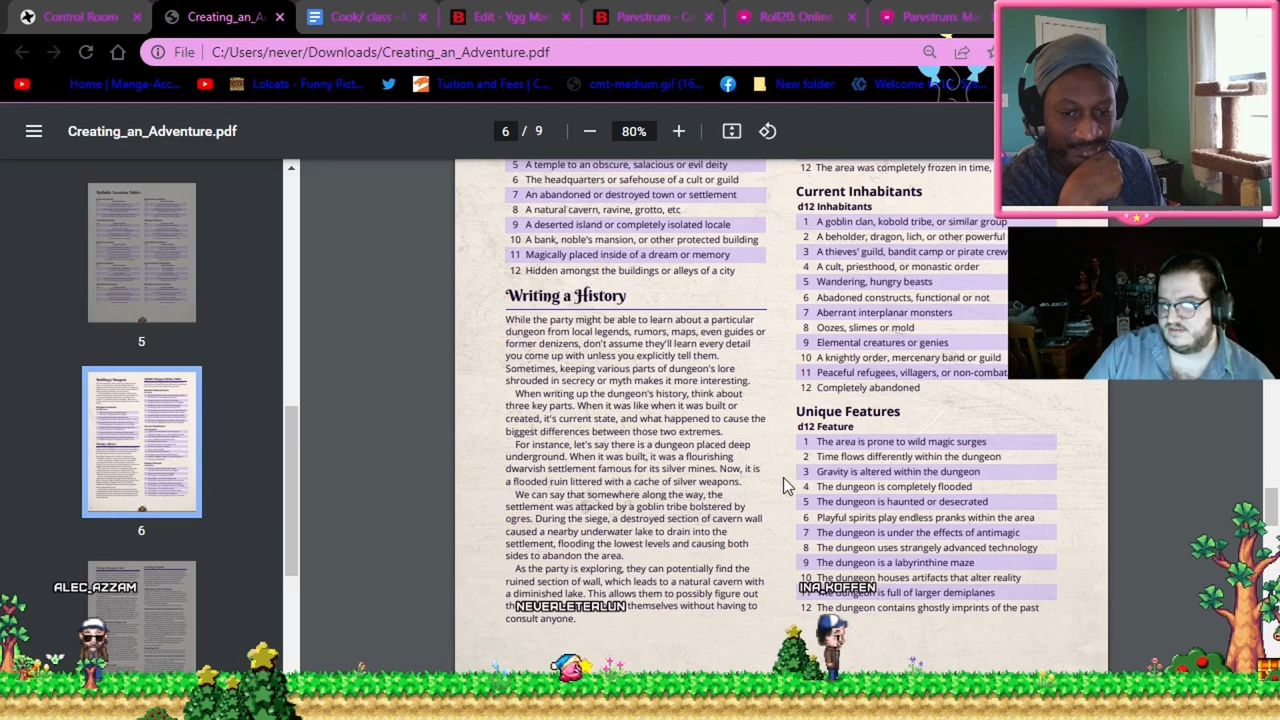 Control Room
Creating_an_A
Cook/ class -
Edit - Ygg Ma
Parvstrum - C
Roll20: Online
Parvstrum: Ma
File
C:/Users/never/Downloads/Creating_an_Adventure.pdf
Home | Manga-Acc...
Lolcats - Funny Pict...
Tuition and Fees | C...
cmt-medium.gif (16...
New folder
Creating_an_Adventure.pdf
6 / 9
80%
5
6
5 A temple to an obscure, salacious or evil deity
6 The headquarters or safehouse of a cult or guild
7 An abandoned or destroyed town or settlement
8 A natural cavern, ravine, grotto, etc
9 A deserted island or completely isolated locale
10 A bank, noble's mansion, or other protected building
11 Magically placed inside of a dream or memory
12 Hidden amongst the buildings or alleys of a city
Writing a History
While the party might be able to learn about a particular
dungeon from local legends, rumors, maps, even guides or
former denizens, don't assume they'll learn every detail
you come up with unless you explicitly tell them.
Sometimes, keeping various parts of dungeon's lore
shrouded in secrecy or myth makes it more interesting.
When writing up the dungeon's history, think about
three key parts. When it was like when it was built or
created, it's current state, and what happened to cause the
biggest differences between those two extremes.
For instance, let's say there is a dungeon placed deep
underground. When it was built, it was a flourishing
dwarvish settlement famous for its silver mines. Now, it is
a flooded ruin littered with a cache of silver weapons.
We can say that somewhere along the way, the
settlement was attacked by a goblin tribe bolstered by
ogres. During the siege, a destroyed section of cavern wall
caused a nearby underwater lake to drain into the
settlement, flooding the lowest levels and causing both
sides to abandon the area.
As the party is exploring, they can potentially find the
ruined section of wall, which leads to a natural cavern with
a diminished lake. This allows them to possibly figure out
themselves without having to
consult anyone.
12 The area was completely frozen in time,
Current Inhabitants
d12 Inhabitants
1 A goblin clan, kobold tribe, or similar group
2 A beholder, dragon, lich, or other powerful
3 A thieves' guild, bandit camp or pirate crew
4 A cult, priesthood, or monastic order
5 Wandering, hungry beasts
6 Abadoned constructs, functional or not
7 Aberrant interplanar monsters
8 Oozes, slimes or mold
9 Elemental creatures or genies
10 A knightly order, mercenary band or guild
11 Peaceful refugees, villagers, or non-combat
12 Completely abandoned
Unique Features
d12 Feature
1 The area is prone to wild magic surges
2 Time flows differently within the dungeon
3 Gravity is altered within the dungeon
4 The dungeon is completely flooded
5 The dungeon is haunted or desecrated
6 Playful spirits play endless pranks within the area
7 The dungeon is under the effects of antimagic
8 The dungeon uses strangely advanced technology
9 The dungeon is a labyrinthine maze
10 The dungeon houses artifacts that alter reality
dungeon is full of larger demiplanes
12 The dungeon contains ghostly imprints of the past
ALEC_AZZAM
NEVERLETERLUN